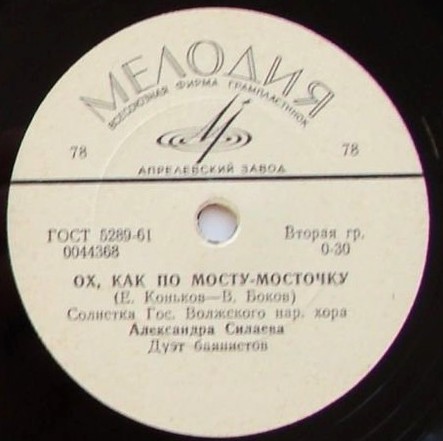 МЕЛОДИЯ
ВСЕСОЮЗНАЯ ФИРМА ГРАМПЛАСТИНОК
78 78
АПРЕЛЕВСКИЙ ЗАВОД
ГОСТ 5289-61 Вторая гр.
0044368 0-30
ОХ, КАК ПО МОСТУ-МОСТОЧКУ
(Е. Коньков—В. Боков)
Солистка Гос. Волжского нар. хора
Александра Силаева
Дуэт баянистов